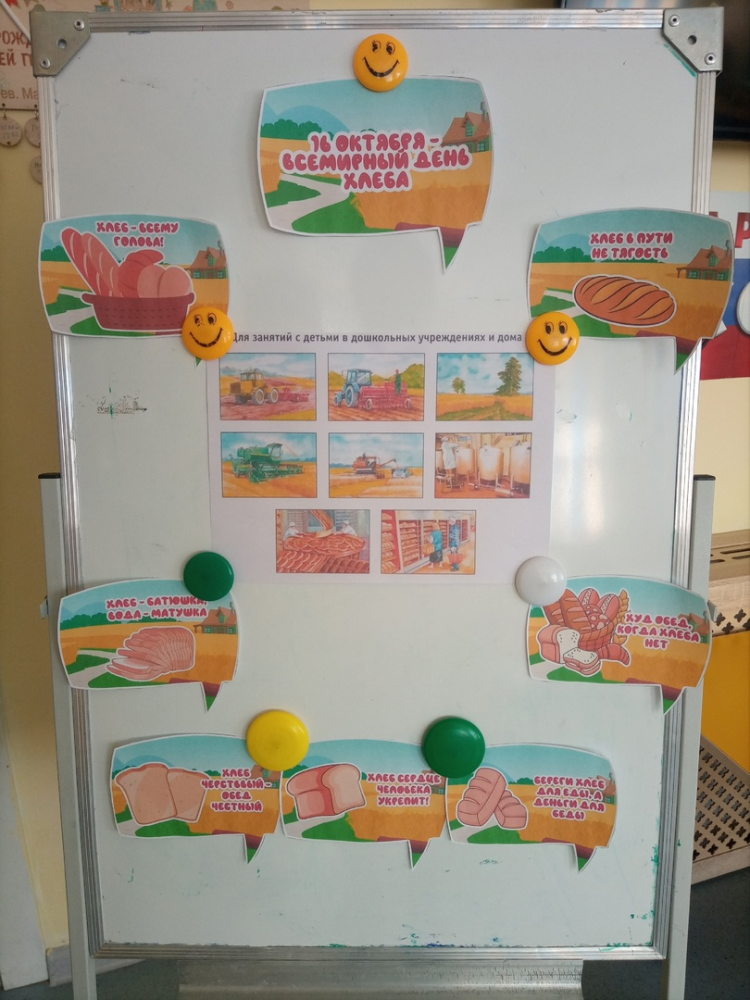 16 ОКТЯБРЯ -
ВСЕМИРНЫЙ ДЕНЬ
ХЛЕБА
ХЛЕБ - ВСЕМУ
ГОЛОВА!
ХЛЕБ В ПУТИ
НЕ ТЯГОСТЬ
Для занятий с детьми в дошкольных учреждениях и дома
ХЛЕБ - БАТЮШКА,
ВОДА - МАТУШКА
ХУД ОБЕД,
КОГДА ХЛЕБА
НЕТ
ХЛЕБ
ЧЕРСТВЫЙ -
ОБЕД
ЧЕСТНЫЙ
ХЛЕБ СЕРДЦЕ
ЧЕЛОВЕКА
УКРЕПИТ!
БЕРЕГИ ХЛЕБ
ДЛЯ ЕДЫ, А
ДЕНЬГИ ДЛЯ
БЕДЫ